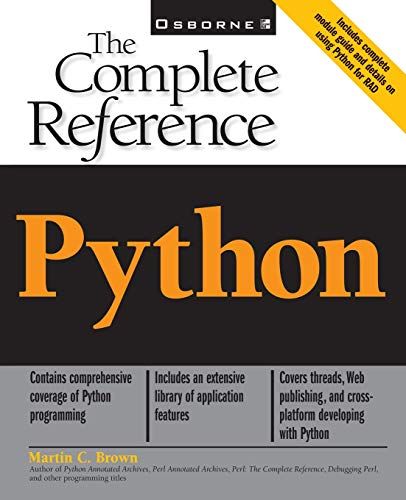 OSBORNE
Includes complete
module guide and details on
using Python for RAD
The
Complete
Reference
Python
Contains comprehensive
coverage of Python
programming
Includes an extensive
library of application
features
Covers threads, Web
publishing, and cross-
platform developing
with Python
Martin C. Brown
Author of Python Annotated Archives, Perl Annotated Archives, Perl: The Complete Reference, Debugging Perl,
and other programming titles